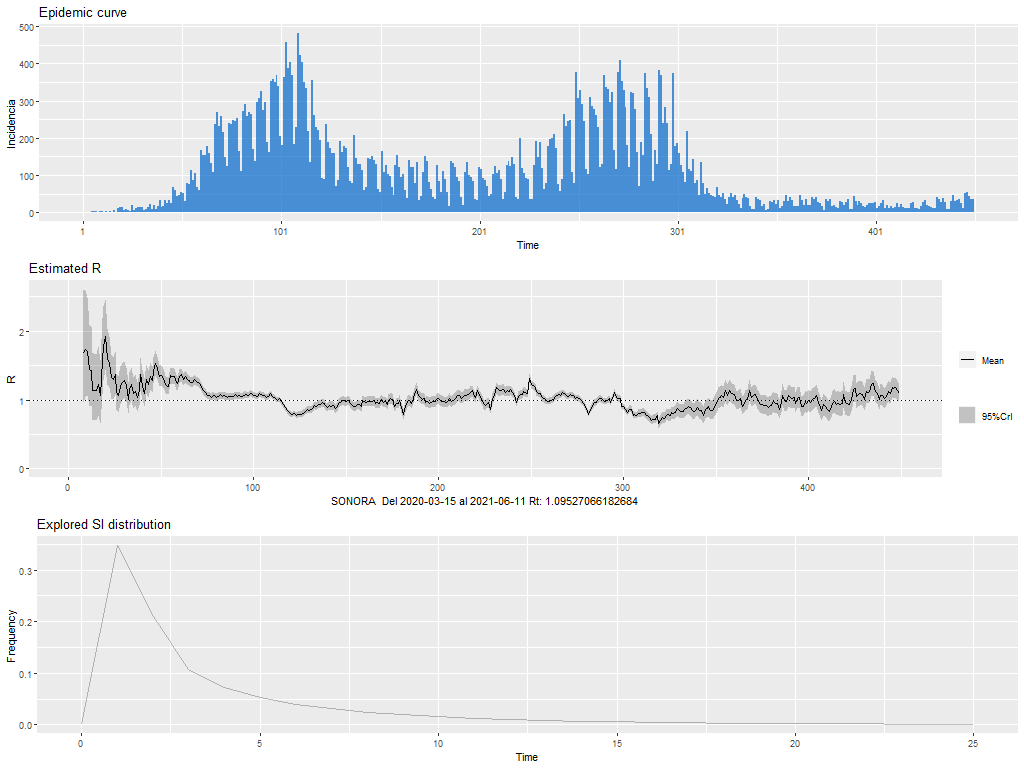 Epidemic curve
500
400
300
200
100
0
Incidencia
1
101
201
301
401
Time
Estimated R
2
1
0
R
Mean
95%CrI
0
100
200
300
400
SONORA Del 2020-03-15 al 2021-06-11 Rt: 1.09527066182684
Explored SI distribution
0.3
0.2
0.1
0.0
Frequency
0
5
10
15
20
25
Time